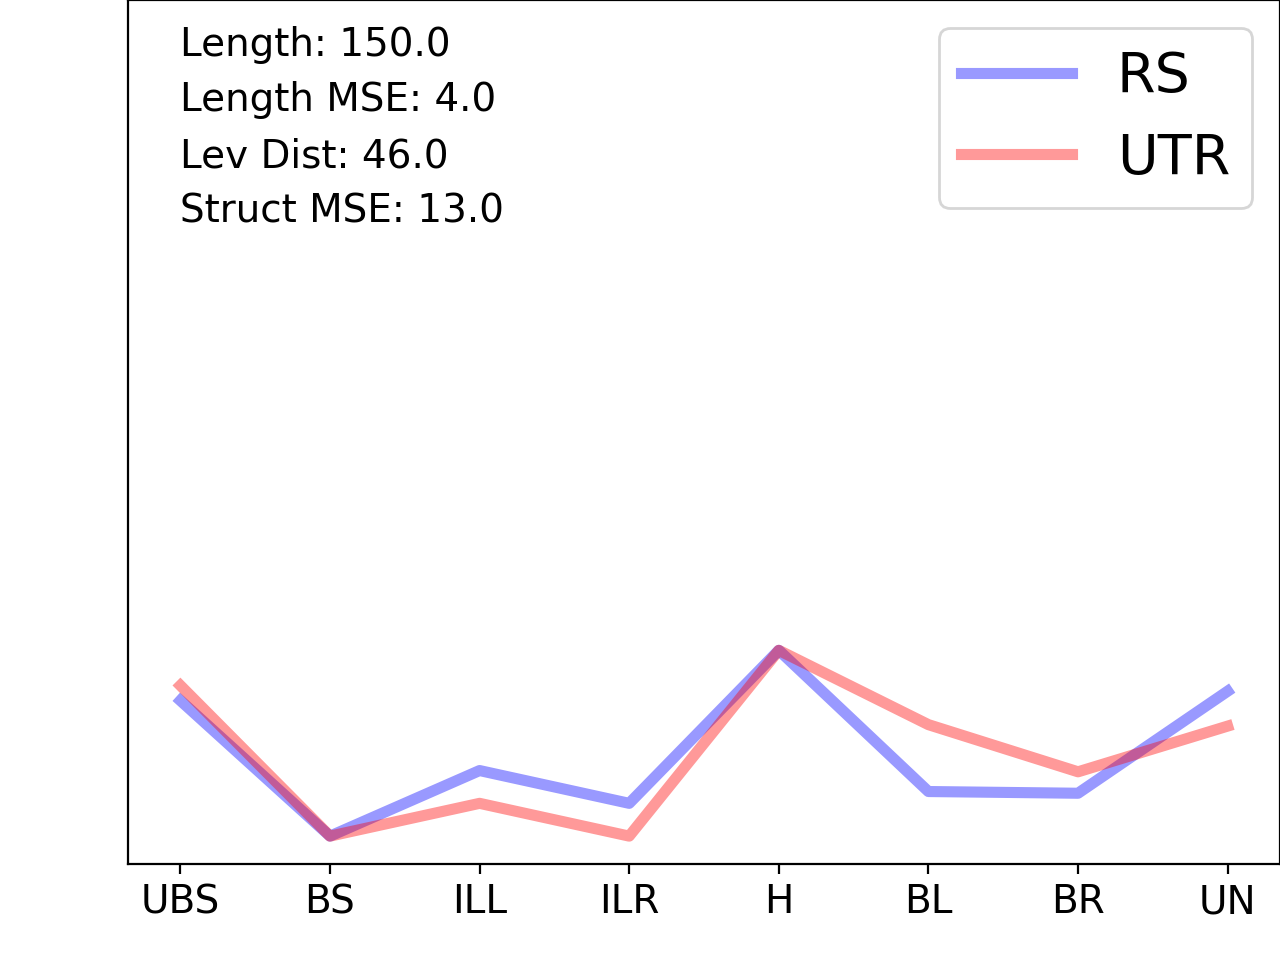 Length: 150.0
Length MSE: 4.0
Lev Dist: 46.0
Struct MSE: 13.0
RS
UTR
UBS BS ILL ILR H BL BR UN